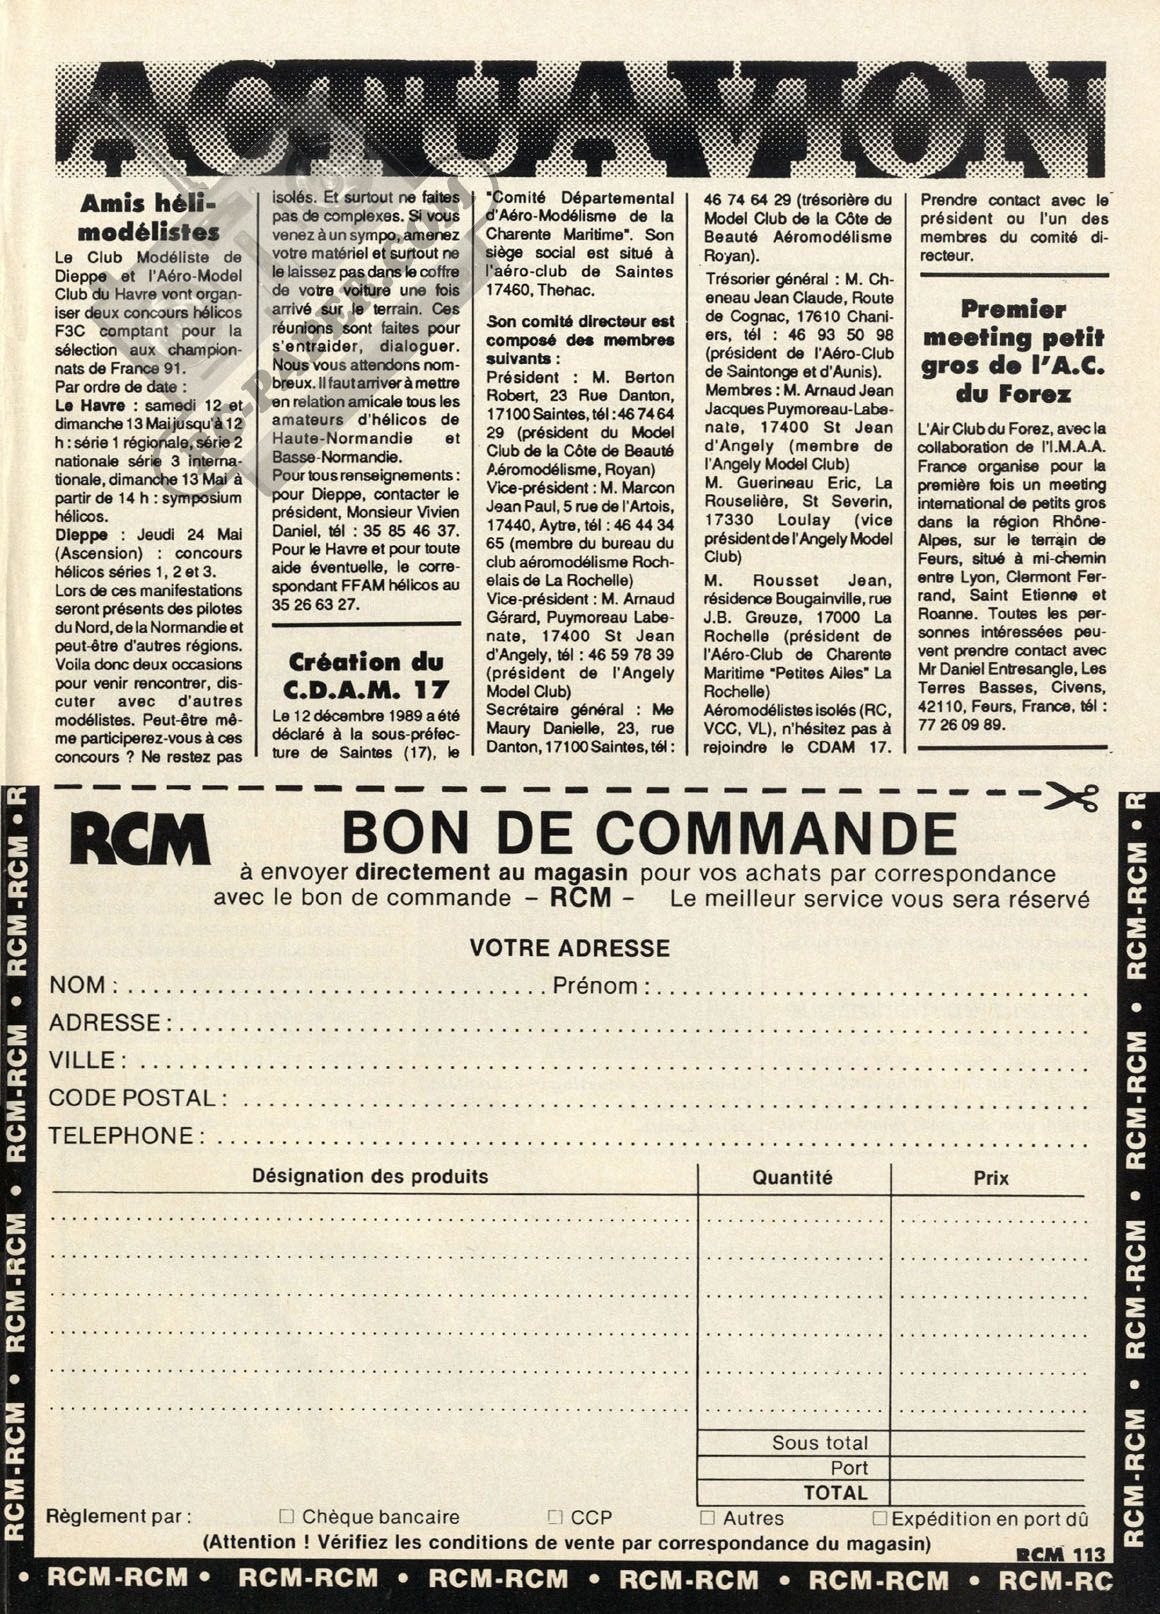 ACTUAVION
Amis héli-
modélistes
Le Club Modéliste de
Dieppe et l'Aéro-Model
Club du Havre vont organ-
iser deux concours hélicos
F3C comptant pour la
sélection aux champion-
nats de France 91.
Par ordre de date :
Le Havre : samedi 12 et
dimanche 13 Mai jusqu'à 12
h : série 1 régionale, série 2
nationale série 3 interna-
tionale, dimanche 13 Mai à
partir de 14 h : symposium
hélicos.
Dieppe : Jeudi 24 Mai
(Ascension) : concours
hélicos séries 1, 2 et 3.
Lors de ces manifestations
seront présents des pilotes
du Nord, de la Normandie et
peut-être d'autres régions.
Voila donc deux occasions
pour venir rencontrer, dis-
cuter avec d'autres
modélistes. Peut-être mê-
me participerez-vous à ces
concours ? Ne restez pas
isolés. Et surtout ne faites
pas de complexes. Si vous
venez à un sympo, amenez
votre matériel et surtout ne
le laissez pas dans le coffre
de votre voiture une fois
arrivé sur le terrain. Ces
réunions sont faites pour
s'entraider, dialoguer.
Nous vous attendons nom-
breux. Il faut arriver à mettre
en relation amicale tous les
amateurs d'hélicos de
Haute-Normandie et
Basse-Normandie.
Pour tous renseignements :
pour Dieppe, contacter le
président, Monsieur Vivien
Daniel, tél : 35 85 46 37.
Pour le Havre et pour toute
aide éventuelle, le corre-
spondant FFAM hélicos au
35 26 63 27.
Création du
C.D.A.M. 17
Le 12 décembre 1989 a été
déclaré à la sous-préfec-
ture de Saintes (17), le
"Comité Départemental
d'Aéro-Modélisme de la
Charente Maritime". Son
siège social est situé à
l'aéro-club de Saintes
17460, Thenac.
Son comité directeur est
composé des membres
suivants :
Président : M. Berton
Robert, 23 Rue Danton,
17100 Saintes, tél : 46 74 64
29 (président du Model
Club de la Côte de Beauté
Aéromodélisme, Royan)
Vice-président : M. Marcon
Jean Paul, 5 rue de l'Artois,
17440, Aytre, tél : 46 44 34
65 (membre du bureau du
club aéromodélisme Roch-
elais de La Rochelle)
Vice-président : M. Arnaud
Gérard, Puymoreau Labe-
nate, 17400 St Jean
d'Angely, tél : 46 59 78 39
(président de l'Angely
Model Club)
Secrétaire général : Me
Maury Danielle, 23, rue
Danton, 17100 Saintes, tél :
46 74 64 29 (trésorière du
Model Club de la Côte de
Beauté Aéromodélisme
Royan).
Trésorier général : M. Ch-
eneau Jean Claude, Route
de Cognac, 17610 Chani-
ers, tél : 46 93 50 98
(président de l'Aéro-Club
de Saintonge et d'Aunis).
Membres : M. Arnaud Jean
Jacques Puymoreau-Labe-
nate, 17400 St Jean
d'Angely (membre de
l'Angely Model Club)
M. Guerineau Eric, La
Rouselière, St Severin,
17330 Loulay (vice
président de l'Angely Model
Club)
M. Rousset Jean,
résidence Bougainville, rue
J.B. Greuze, 17000 La
Rochelle (président de
l'Aéro-Club de Charente
Maritime "Petites Ailes" La
Rochelle)
Aéromodélistes isolés (RC,
VCC, VL), n'hésitez pas à
rejoindre le CDAM 17.
Prendre contact avec le
président ou l'un des
membres du comité di-
recteur.
Premier
meeting petit
gros de l'A.C.
du Forez
L'Air Club du Forez, avec la
collaboration de l'I.M.A.A.
France organise pour la
première fois un meeting
international de petits gros
dans la région Rhône-
Alpes, sur le terrain de
Feurs, situé à mi-chemin
entre Lyon, Clermont Fer-
rand, Saint Etienne et
Roanne. Toutes les per-
sonnes intéressées peu-
vent prendre contact avec
Mr Daniel Entresangle, Les
Terres Basses, Civens,
42110, Feurs, France, tél :
77 26 09 89.
RCM BON DE COMMANDE
à envoyer directement au magasin pour vos achats par correspondance
avec le bon de commande – RCM – Le meilleur service vous sera réservé
VOTRE ADRESSE
NOM : Prénom :
ADRESSE :
VILLE :
CODE POSTAL :
TELEPHONE :
Désignation des produits Quantité Prix
Sous total
Port
TOTAL
Règlement par : Chèque bancaire CCP Autres Expédition en port dû
(Attention ! Vérifiez les conditions de vente par correspondance du magasin)
RCM 113
RCM-RCM • RCM-RCM • RCM-RCM • RCM-RCM • R
RCM-RCM • RCM-RCM • RCM-RCM • RCM-RCM • R
• RCM-RCM • RCM-RCM • RCM-RCM • RCM-RCM • RCM-RCM • RCM-RC